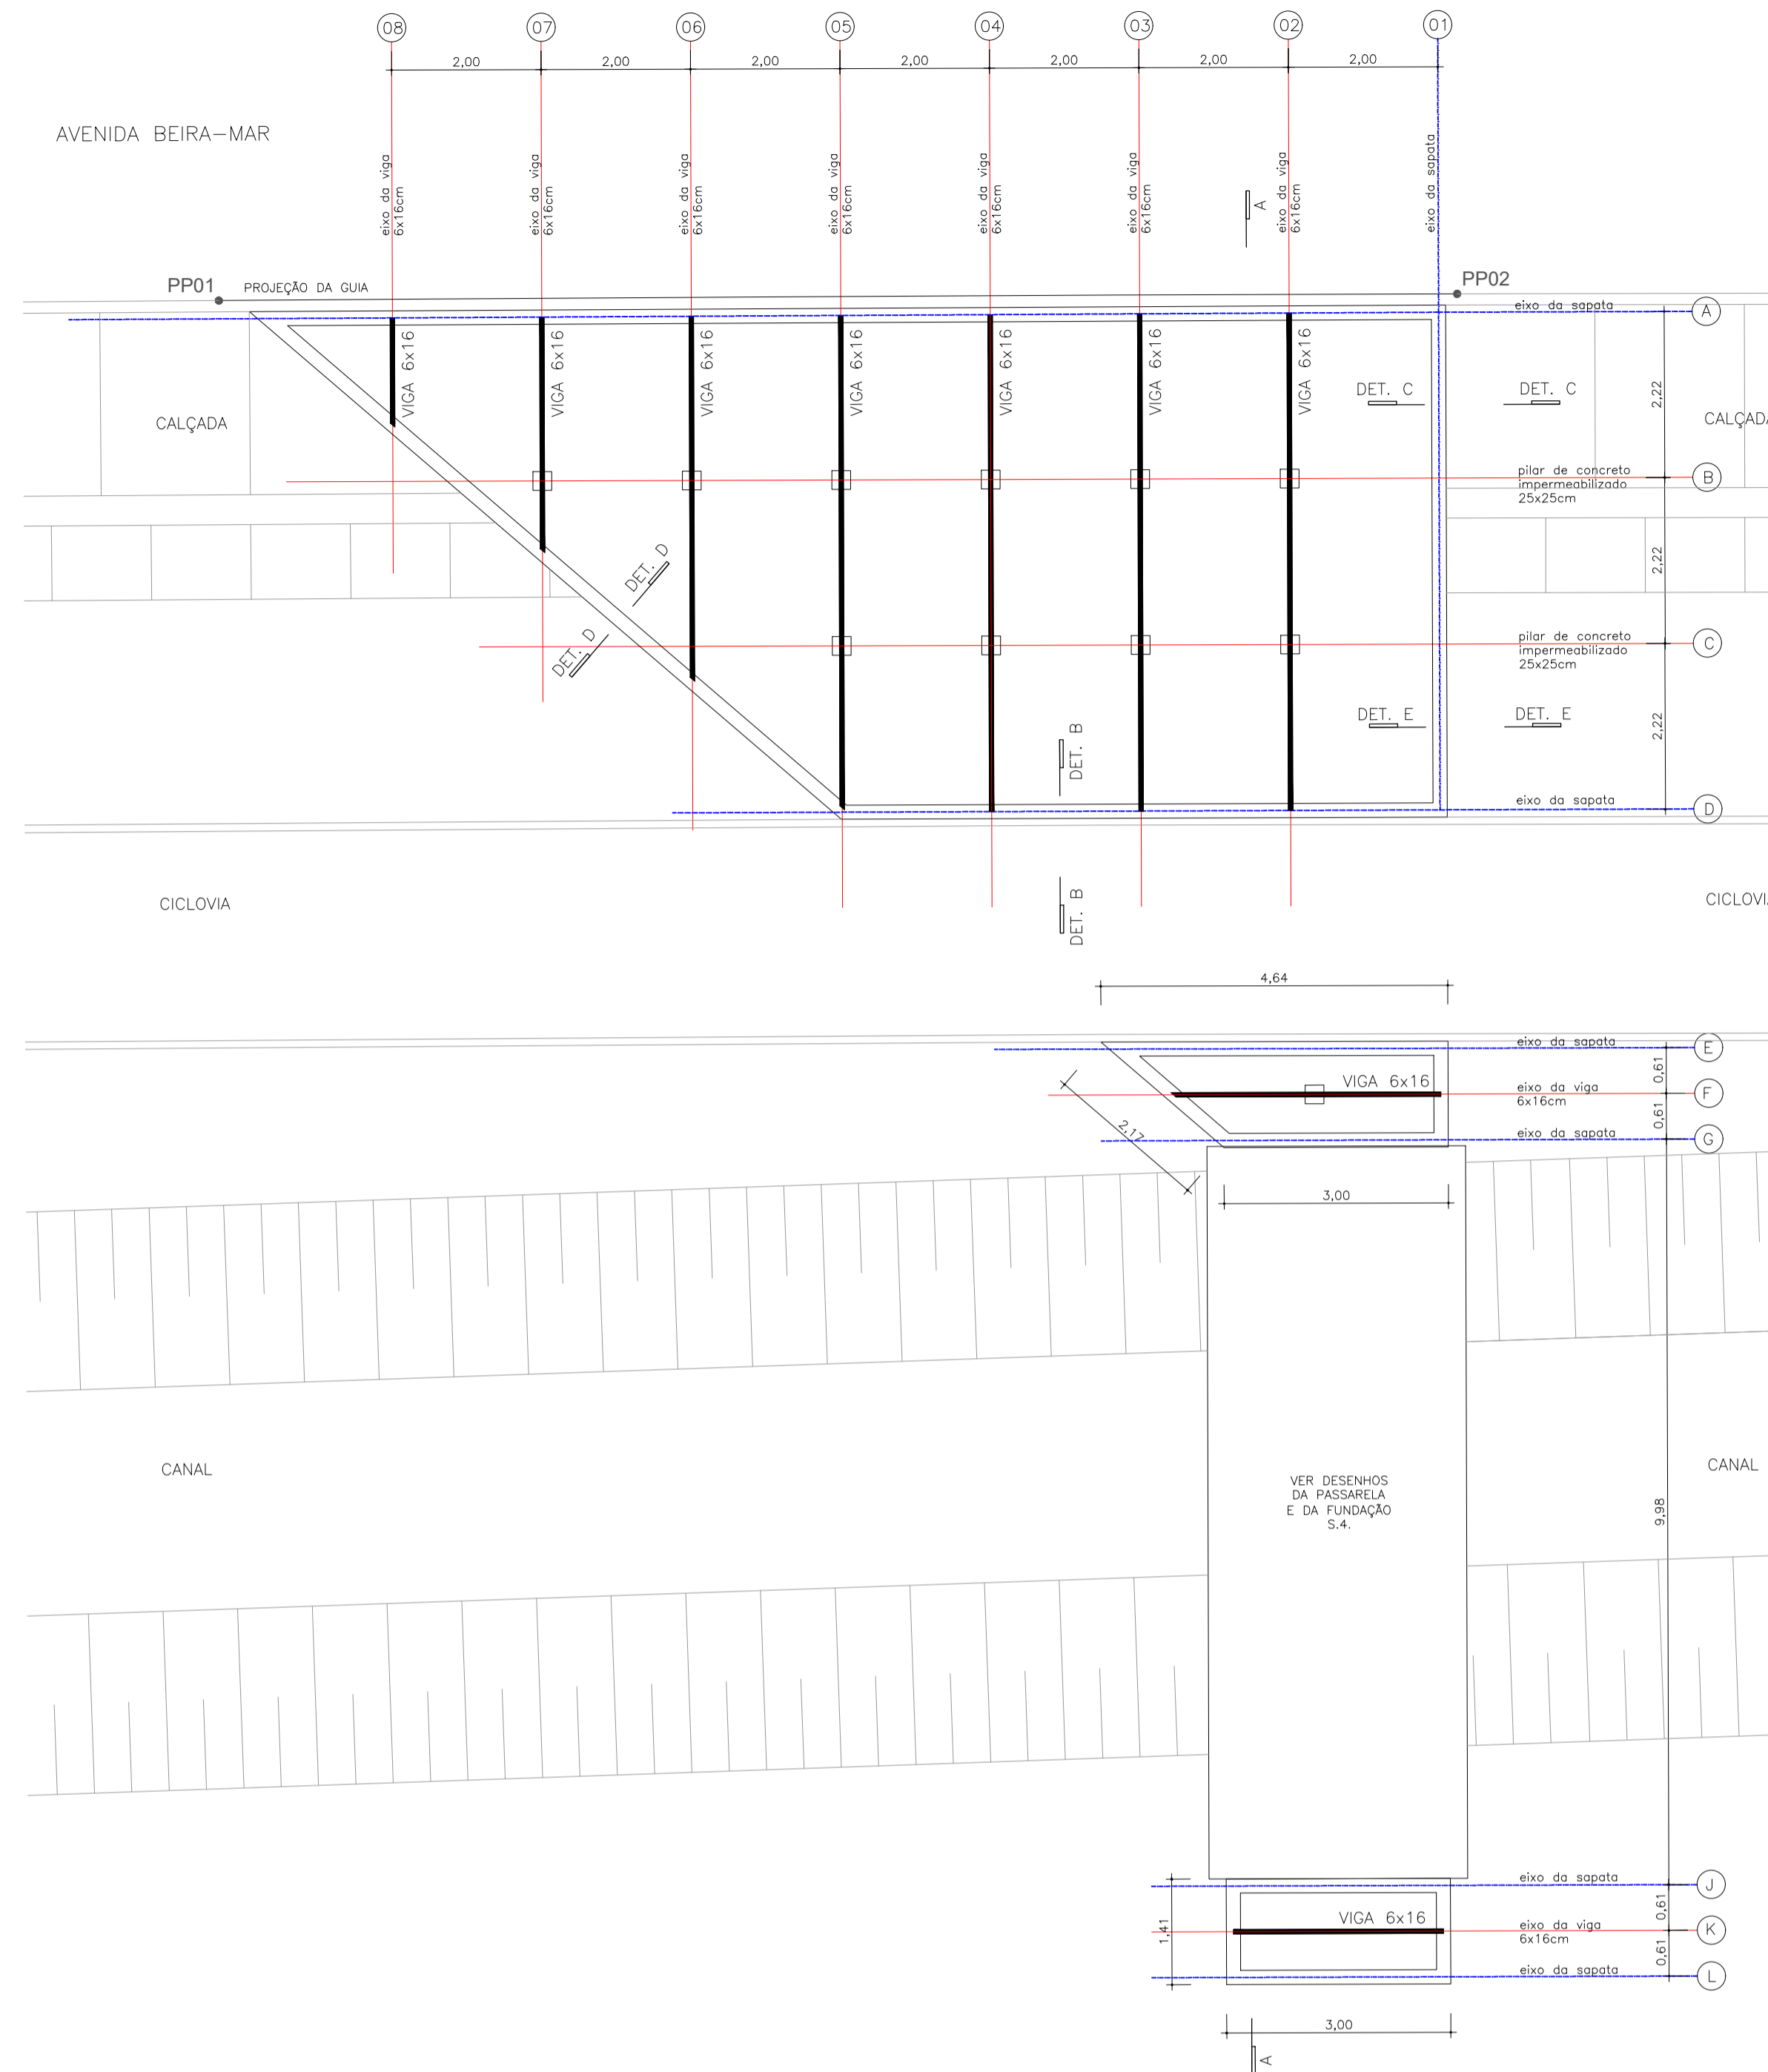 08
07
06
05
04
03
02
01
2,00
2,00
2,00
2,00
2,00
2,00
2,00
AVENIDA BEIRA-MAR
eixo da viga
6x16cm
eixo da viga
6x16cm
eixo da viga
6x16cm
eixo da viga
6x16cm
eixo da viga
6x16cm
eixo da viga
6x16cm
A
eixo da viga
6x16cm
eixo da sapata
PP01
PROJEÇÃO DA GUIA
PP02
eixo da sapata
A
VIGA 6x16
VIGA 6x16
VIGA 6x16
VIGA 6x16
VIGA 6x16
VIGA 6x16
VIGA 6x16
DET. C
DET. C
2,22
CALÇADA
CALÇADA
pilar de concreto
impermeabilizado
25x25cm
B
DET. D
DET. D
2,22
pilar de concreto
impermeabilizado
25x25cm
C
DET. B
DET. E
DET. E
2,22
eixo da sapata
D
CICLOVIA
DET. B
CICLOVIA
4,64
eixo da sapata
E
0,61
VIGA 6x16
eixo da viga
6x16cm
F
0,61
2,17
eixo da sapata
G
3,00
CANAL
VER DESENHOS
DA PASSARELA
E DA FUNDAÇÃO
S.4.
CANAL
9,98
eixo da sapata
J
0,61
1,41
VIGA 6x16
eixo da viga
6x16cm
K
0,61
eixo da sapata
L
3,00
A